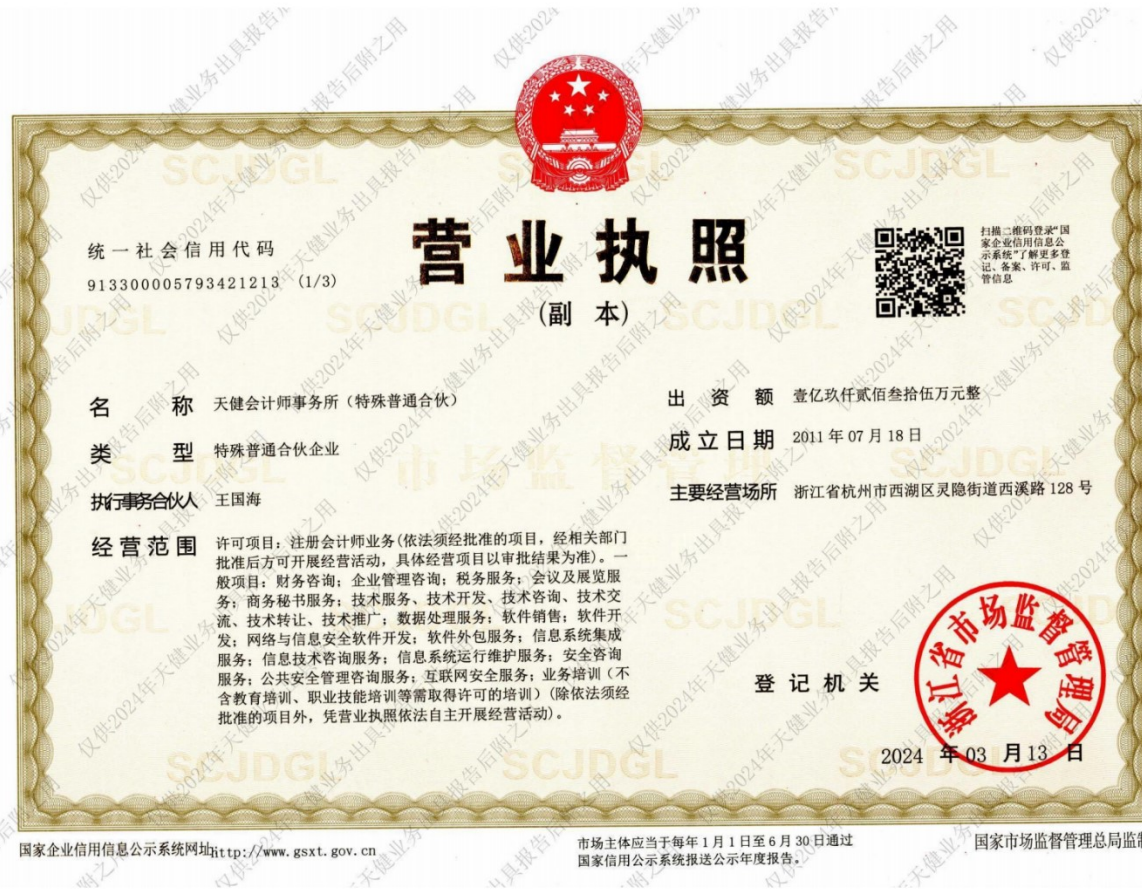 统一社会信用代码
913300005793421213 (1/3)
营业执照
(副 本)
扫描二维码登录“国
家企业信用信息公
示系统”了解更多登
记、备案、许可、监
管信息
名 称 天健会计师事务所（特殊普通合伙）
类 型 特殊普通合伙企业
执行事务合伙人 王国海
经营范围 许可项目：注册会计师业务(依法须经批准的项目，经相关部门
批准后方可开展经营活动，具体经营项目以审批结果为准)。一
般项目：财务咨询；企业管理咨询；税务服务；会议及展览服
务；商务秘书服务；技术服务、技术开发、技术咨询、技术交
流、技术转让、技术推广；数据处理服务；软件销售；软件开
发；网络与信息安全软件开发；软件外包服务；信息系统集成
服务；信息技术咨询服务；信息系统运行维护服务；安全咨询
服务；公共安全管理咨询服务；互联网安全服务；业务培训（不
含教育培训、职业技能培训等需取得许可的培训）(除依法须经
批准的项目外，凭营业执照依法自主开展经营活动)。
出 资 额 壹亿玖仟贰佰叁拾伍万元整
成立日期 2011年07月18日
主要经营场所 浙江省杭州市西湖区灵隐街道西溪路128号
登记机关
浙江省市场监督管理局
2024 年 03 月 13 日
国家企业信用信息公示系统网址http://www.gsxt.gov.cn
市场主体应当于每年1月1日至6月30日通过
国家信用公示系统报送公示年度报告。
国家市场监督管理总局监制
SCJDGL
市场监督管理
仅供2024年天健业务出具报告后附之用